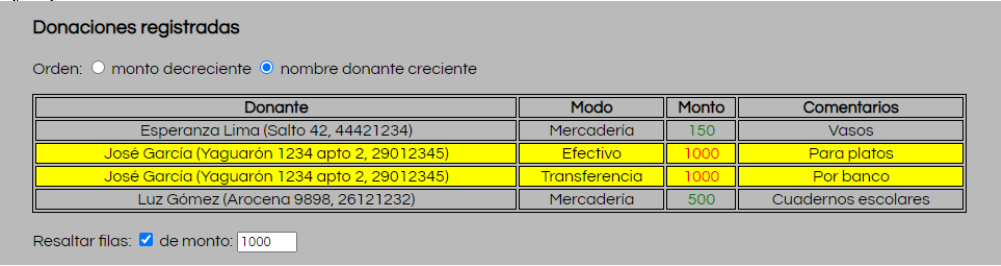 Donaciones registradas
Orden: monto decreciente nombre donante creciente
Donante Modo Monto Comentarios
Esperanza Lima (Salto 42, 44421234) Mercadería 150 Vasos
José García (Yaguarón 1234 apto 2, 29012345) Efectivo 1000 Para platos
José García (Yaguarón 1234 apto 2, 29012345) Transferencia 1000 Por banco
Luz Gómez (Arocena 9898, 26121232) Mercadería 500 Cuadernos escolares
Resaltar filas: de monto: 1000